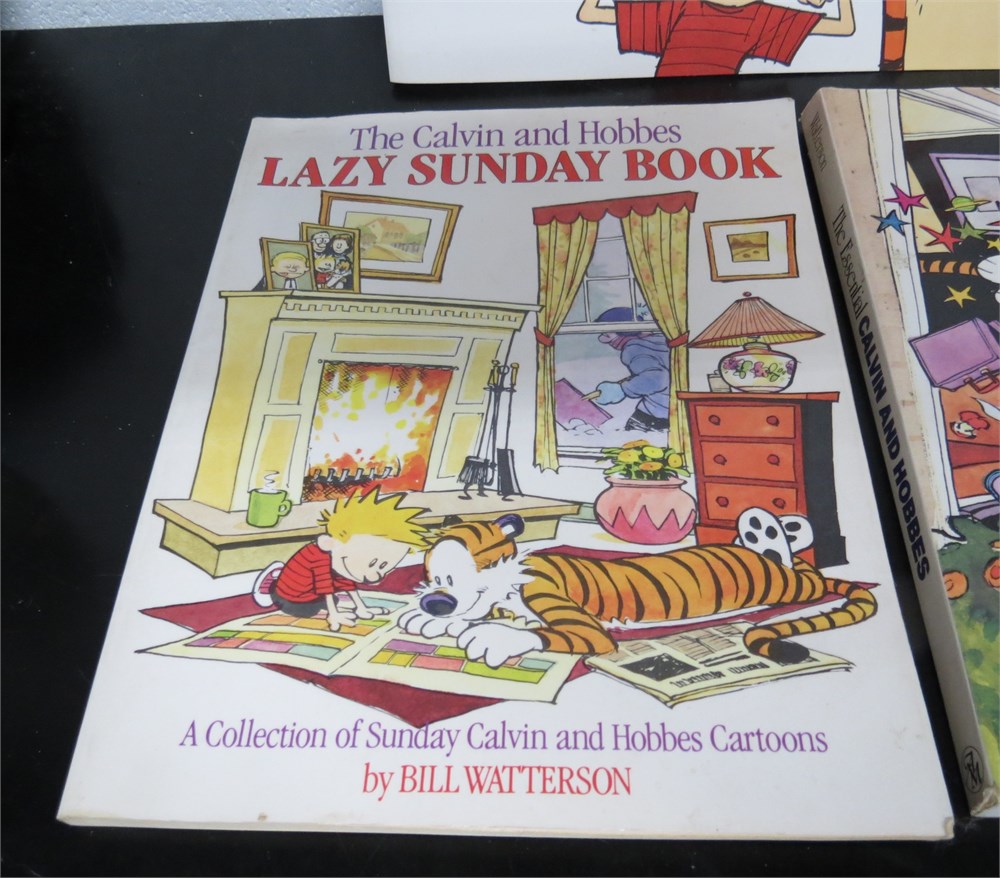 The Calvin and Hobbes
LAZY SUNDAY BOOK
A Collection of Sunday Calvin and Hobbes Cartoons
by BILL WATTERSON
Watterson
The Essential CALVIN AND HOBBES